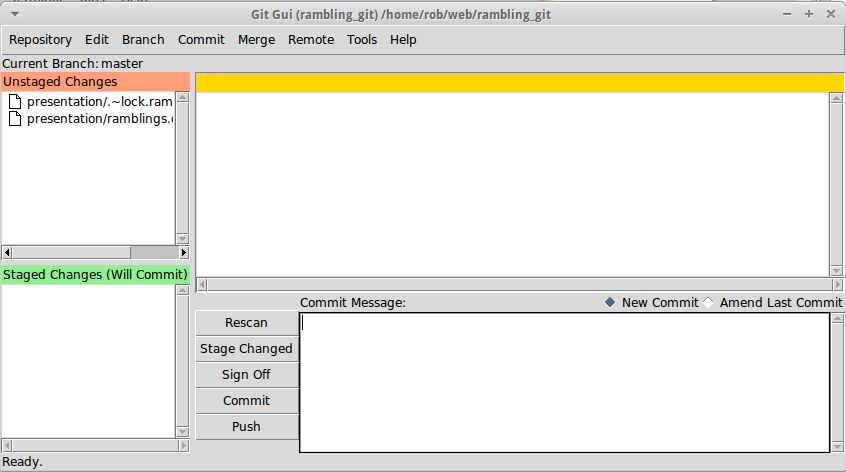 Git Gui (rambling_git) /home/rob/web/rambling_git
Repository Edit Branch Commit Merge Remote Tools Help
Current Branch: master
Unstaged Changes
presentation/.~lock.ram
presentation/ramblings.
Staged Changes (Will Commit)
Commit Message:
New Commit
Amend Last Commit
Rescan
Stage Changed
Sign Off
Commit
Push
Ready.